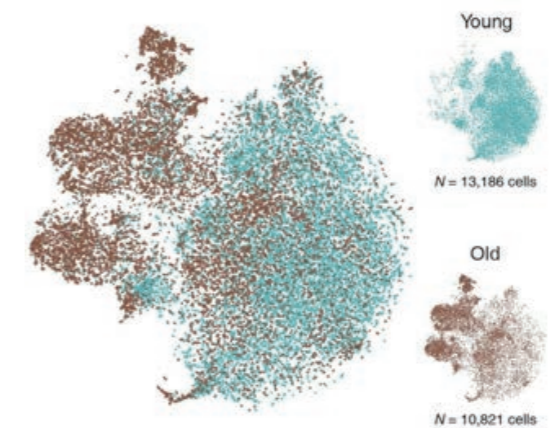 Young
N = 13,186 cells
Old
N = 10,821 cells